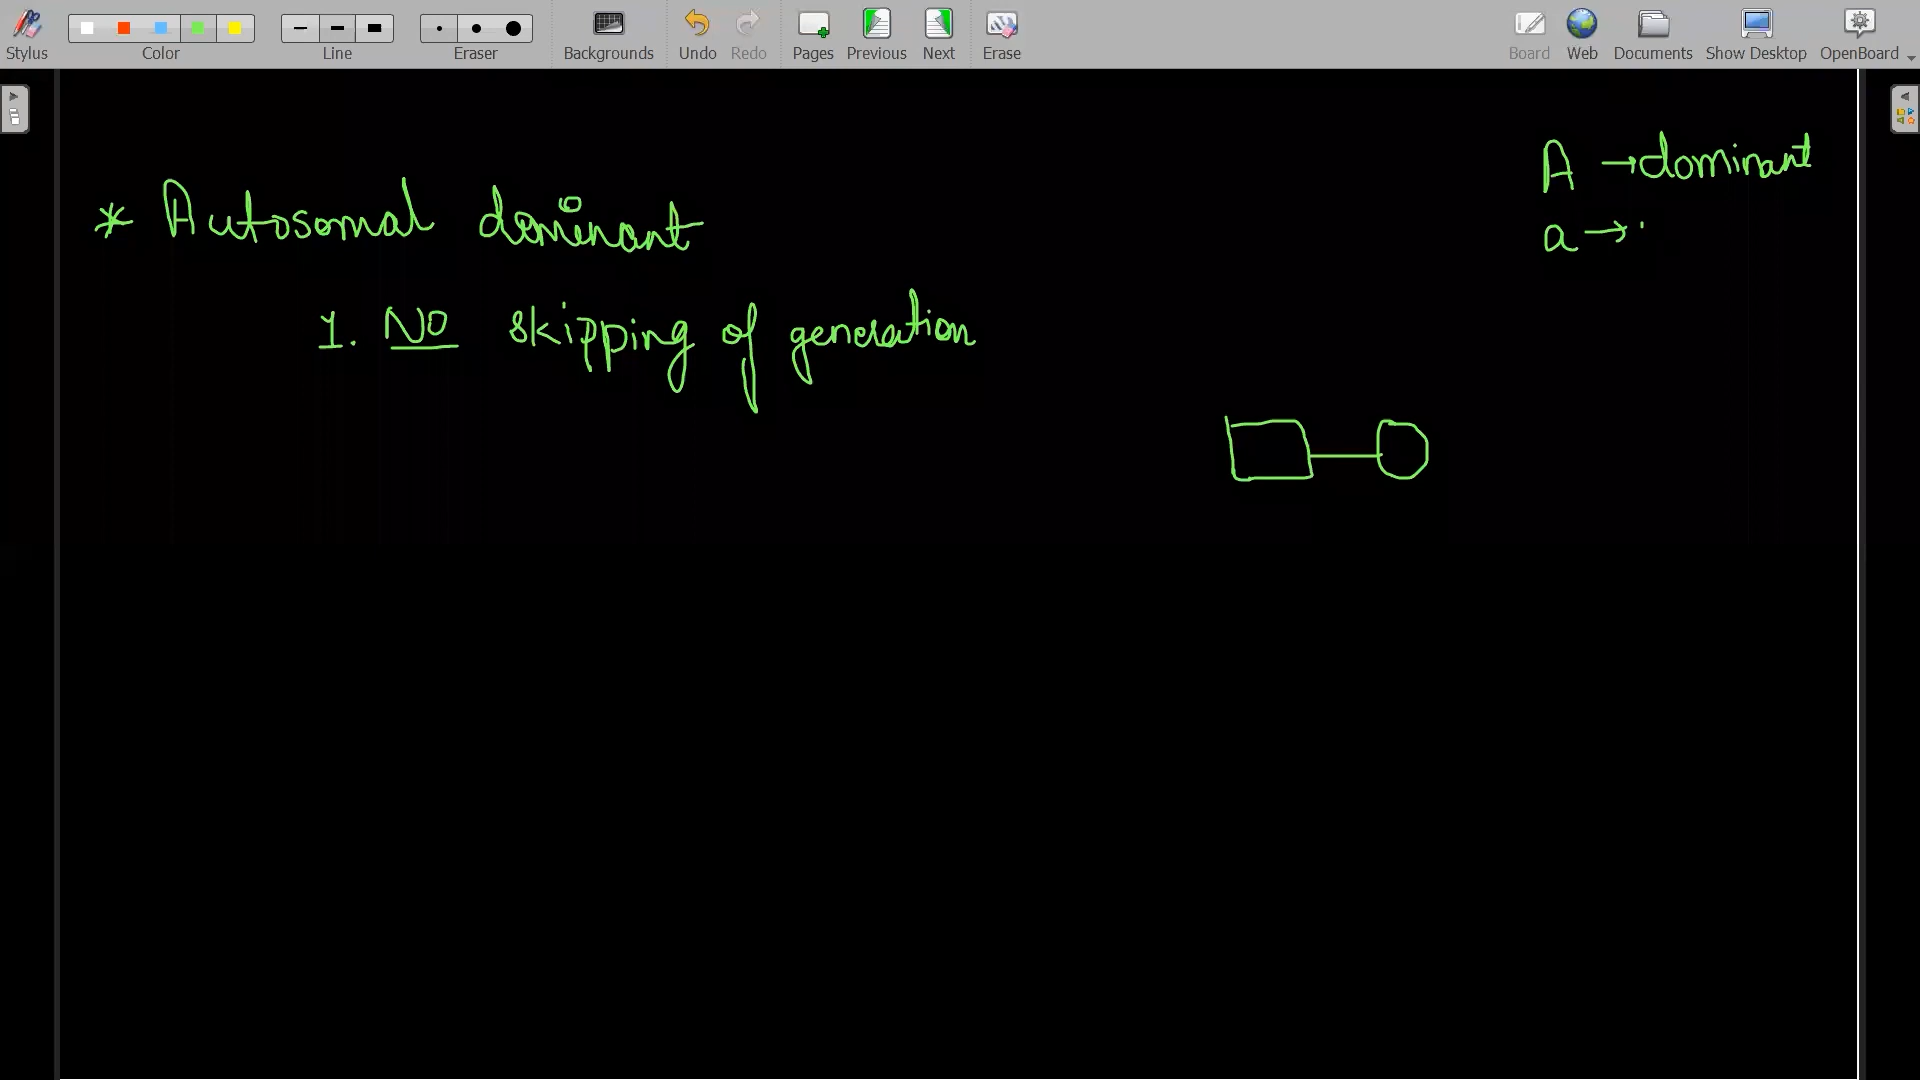 Stylus Color Line Eraser Backgrounds Undo Redo Pages Previous Next Erase Board Web Documents Show Desktop OpenBoard
A → dominant
a →
* Autosomal dominant
1. No skipping of generation